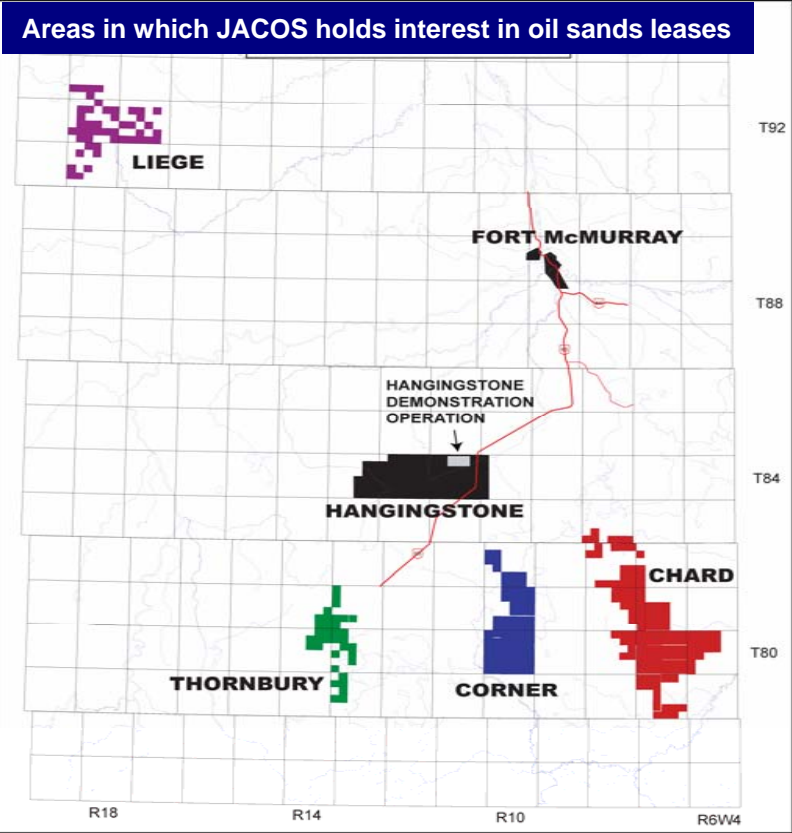 Areas in which JACOS holds interest in oil sands leases
T92
LIEGE
FORT McMURRAY
T88
HANGINGSTONE
DEMONSTRATION
OPERATION
T84
HANGINGSTONE
CHARD
T80
THORNBURY
CORNER
R18
R14
R10
R6W4